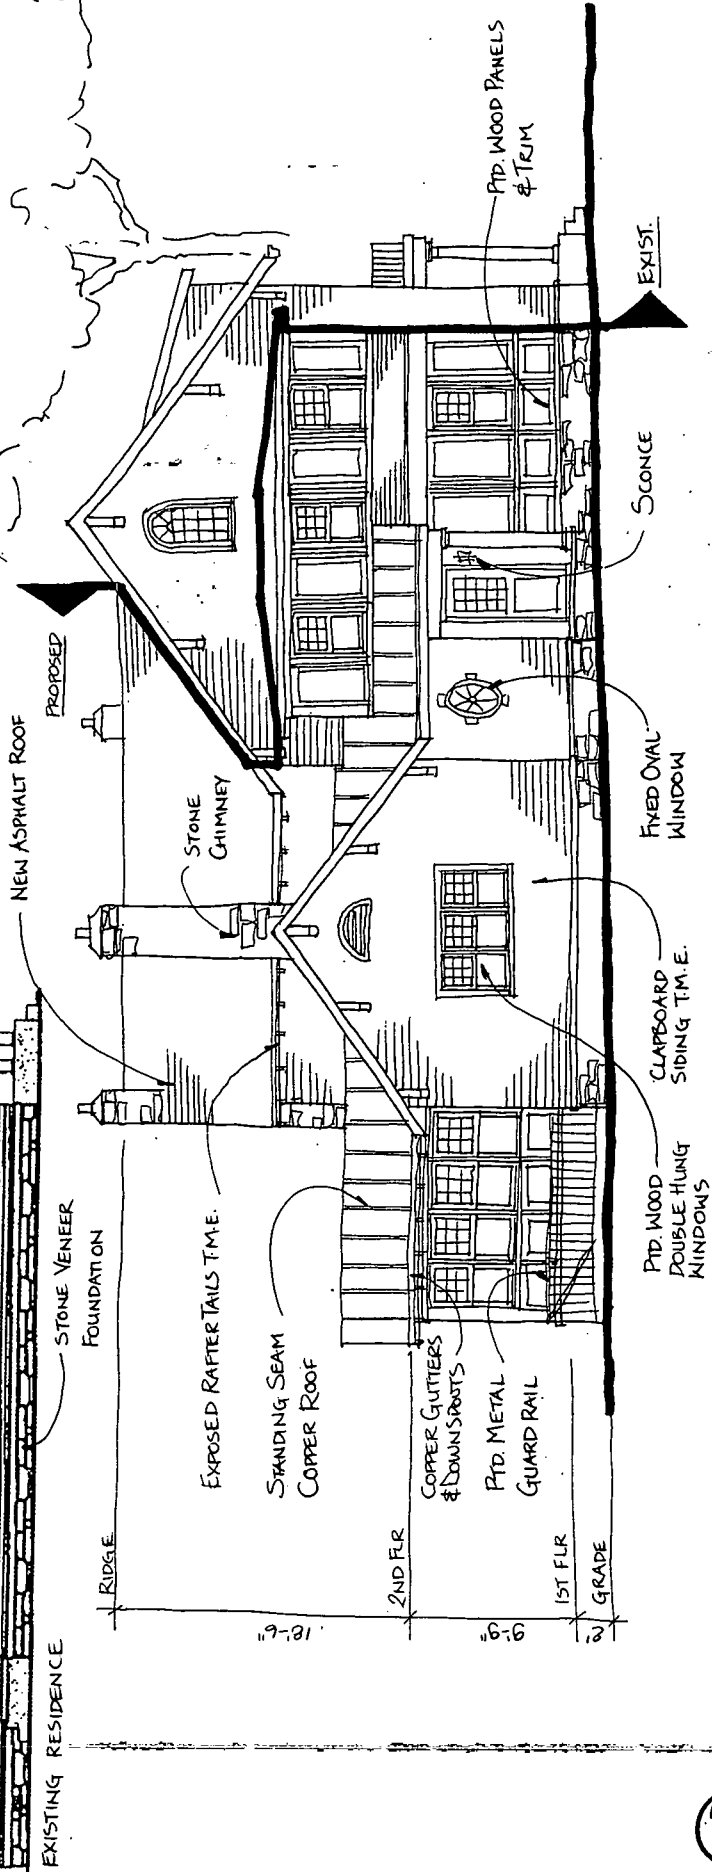 EXISTING RESIDENCE
STONE VENEER
FOUNDATION
NEW ASPHALT ROOF
PROPOSED
STONE
CHIMNEY
RIDGE
EXPOSED RAFTER TAILS T.M.E.
STANDING SEAM
COPPER ROOF
18'-6"
2ND FLR
COPPER GUTTERS
& DOWNSPOUTS
PTD. METAL
GUARD RAIL
9'-9"
1ST FLR
2'
GRADE
PTD. WOOD PANELS
& TRIM
EXIST.
SCONCE
FIXED OVAL
WINDOW
CLAPBOARD
SIDING T.M.E.
PTD. WOOD
DOUBLE HUNG
WINDOWS